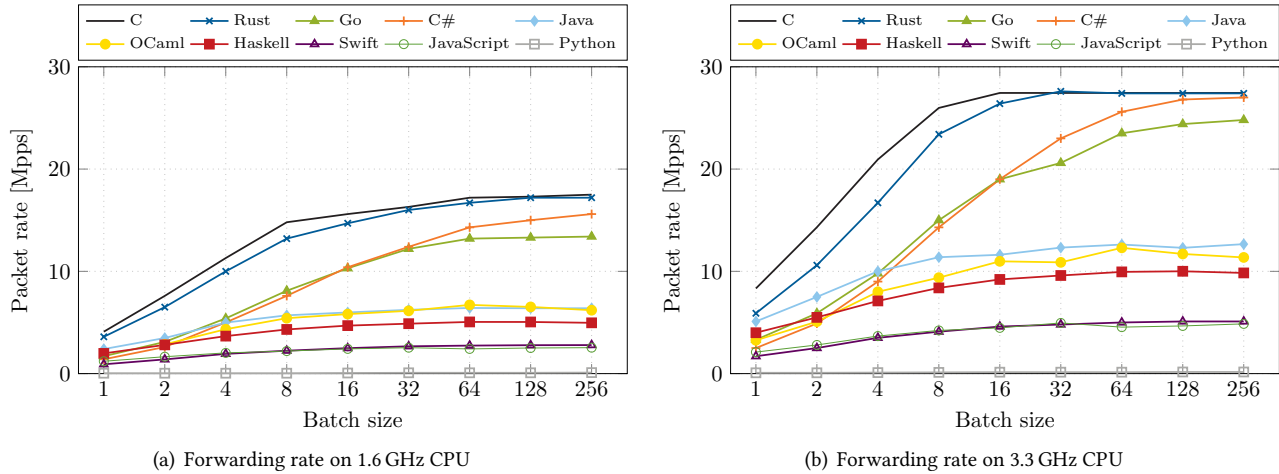 C Rust Go C# Java
OCaml Haskell Swift JavaScript Python
30
20
10
0
Packet rate [Mpps]
1 2 4 8 16 32 64 128 256
Batch size
(a) Forwarding rate on 1.6 GHz CPU
C Rust Go C# Java
OCaml Haskell Swift JavaScript Python
30
20
10
0
Packet rate [Mpps]
1 2 4 8 16 32 64 128 256
Batch size
(b) Forwarding rate on 3.3 GHz CPU